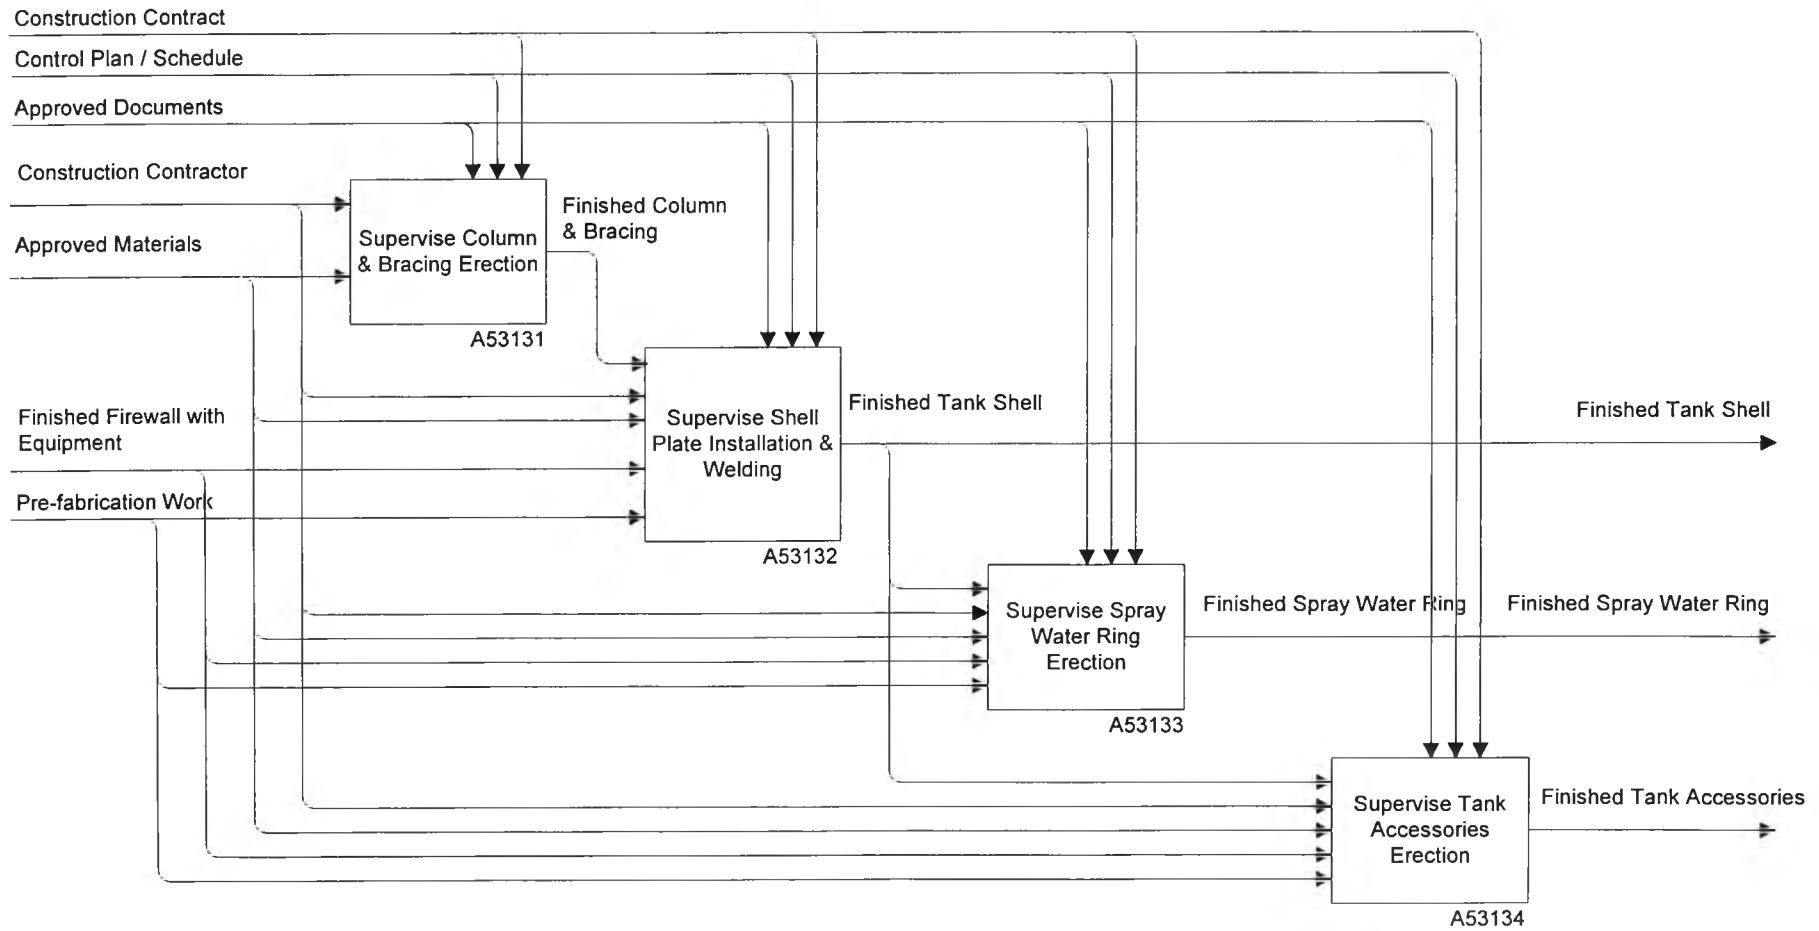 Construction Contract
Control Plan / Schedule
Approved Documents
Construction Contractor
Approved Materials
Finished Column
& Bracing
Supervise Column
& Bracing Erection
A53131
Finished Firewall with
Equipment
Pre-fabrication Work
Supervise Shell
Plate Installation &
Welding
A53132
Finished Tank Shell
Finished Tank Shell
Supervise Spray
Water Ring
Erection
A53133
Finished Spray Water Ring
Finished Spray Water Ring
Supervise Tank
Accessories
Erection
A53134
Finished Tank Accessories